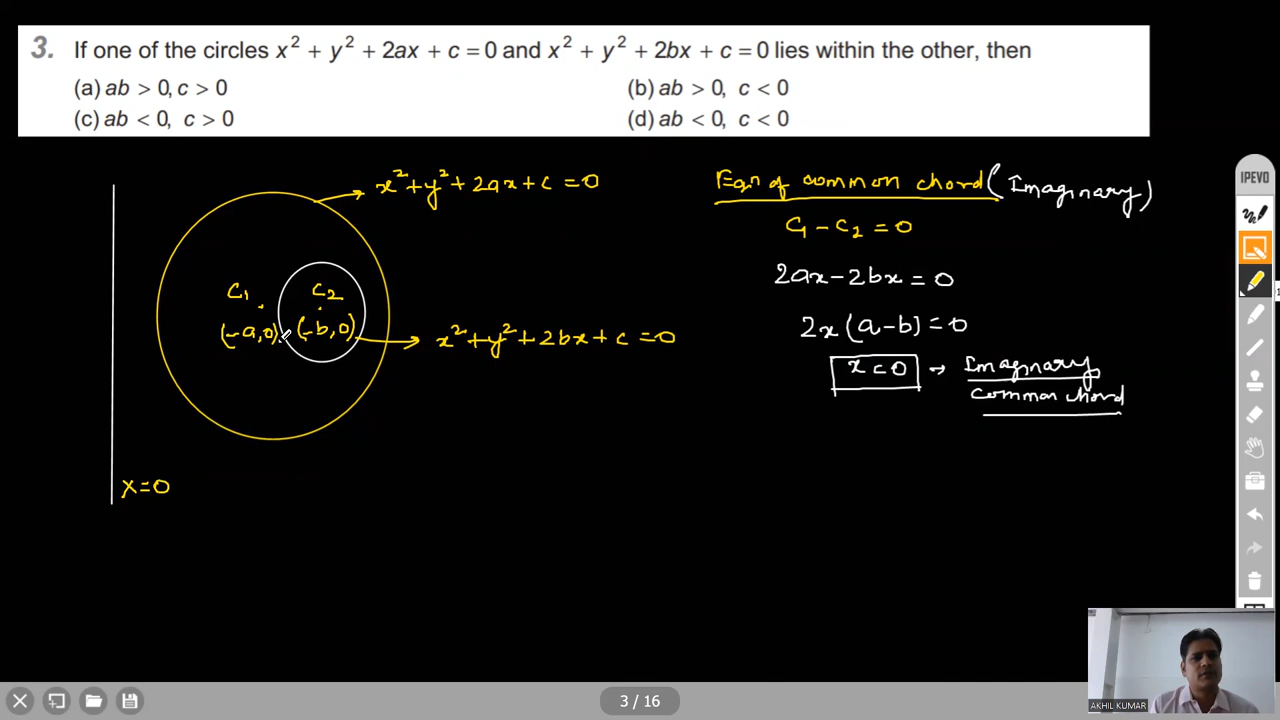 3. If one of the circles x² + y² + 2ax + c = 0 and x² + y² + 2bx + c = 0 lies within the other, then
(a) ab > 0, c > 0
(b) ab > 0, c < 0
(c) ab < 0, c > 0
(d) ab < 0, c < 0
x²+y²+2ax+c=0
Eqn of common chord (Imaginary)
C₁-C₂=0
2ax-2bx=0
2x(a-b)=0
x=0 → Imaginary
common chord
C₁
(-a,0)
C₂
(-b,0)
x²+y²+2bx+c=0
x=0
IPEVO
3 / 16
AKHIL KUMAR